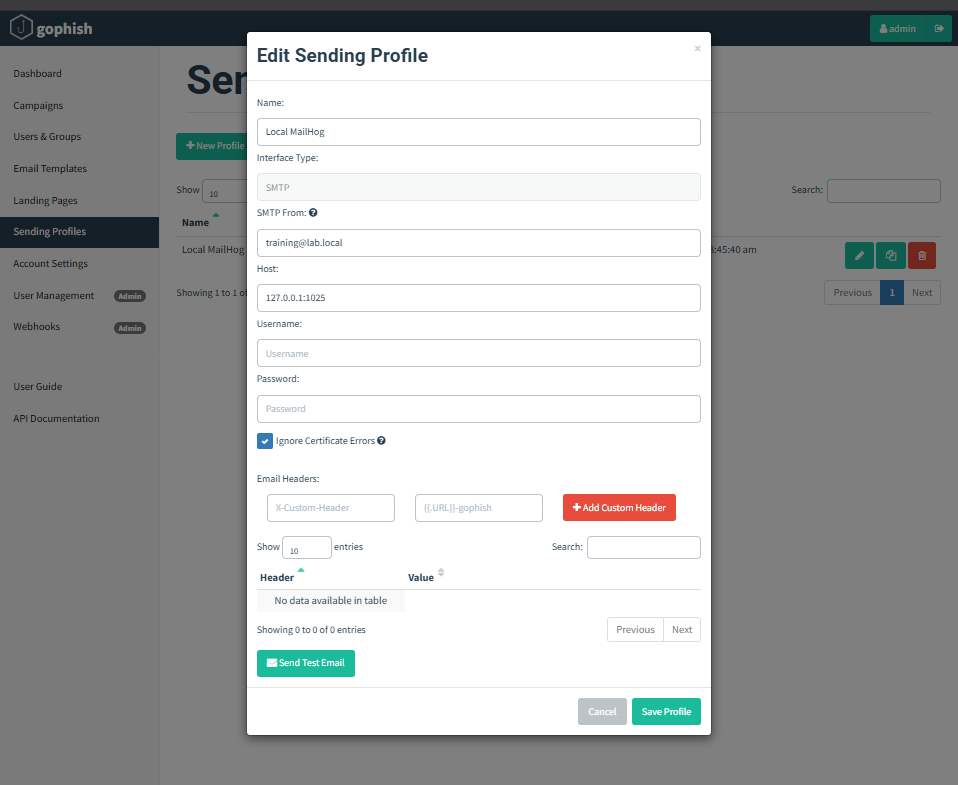 gophish
admin
Dashboard
Campaigns
Users & Groups
Email Templates
Landing Pages
Sending Profiles
Account Settings
User Management Admin
Webhooks Admin
User Guide
API Documentation
Sen
New Profile
Show 10
Search:
Name
Local MailHog
:45:40 am
Showing 1 to 1 of
Previous 1 Next
Edit Sending Profile ×
Name:
Local MailHog
Interface Type:
SMTP
SMTP From: ?
training@lab.local
Host:
127.0.0.1:1025
Username:
Username
Password:
Password
Ignore Certificate Errors ?
Email Headers:
X-Custom-Header {{.URL}}-gophish + Add Custom Header
Show 10 entries Search:
Header Value
No data available in table
Showing 0 to 0 of 0 entries Previous Next
Send Test Email
Cancel Save Profile